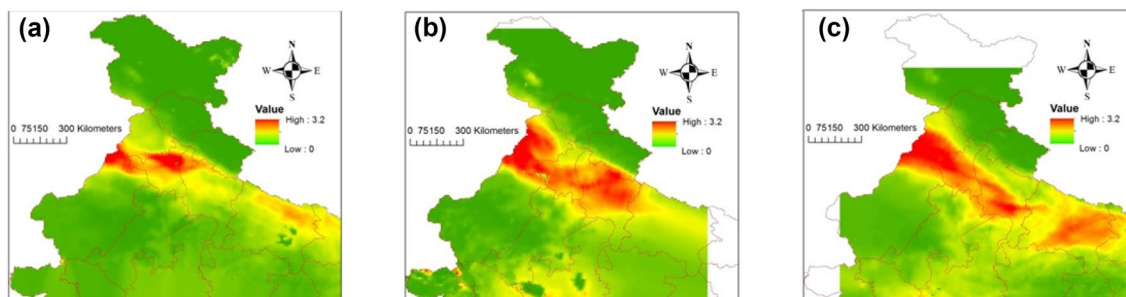 (a)
N
W E
S
Value
High : 3.2
Low : 0
0 75150 300 Kilometers
(b)
N
W E
S
Value
High : 3.2
Low : 0
0 75150 300 Kilometers
(c)
N
W E
S
Value
High : 3.2
Low : 0
0 75150 300 Kilometers